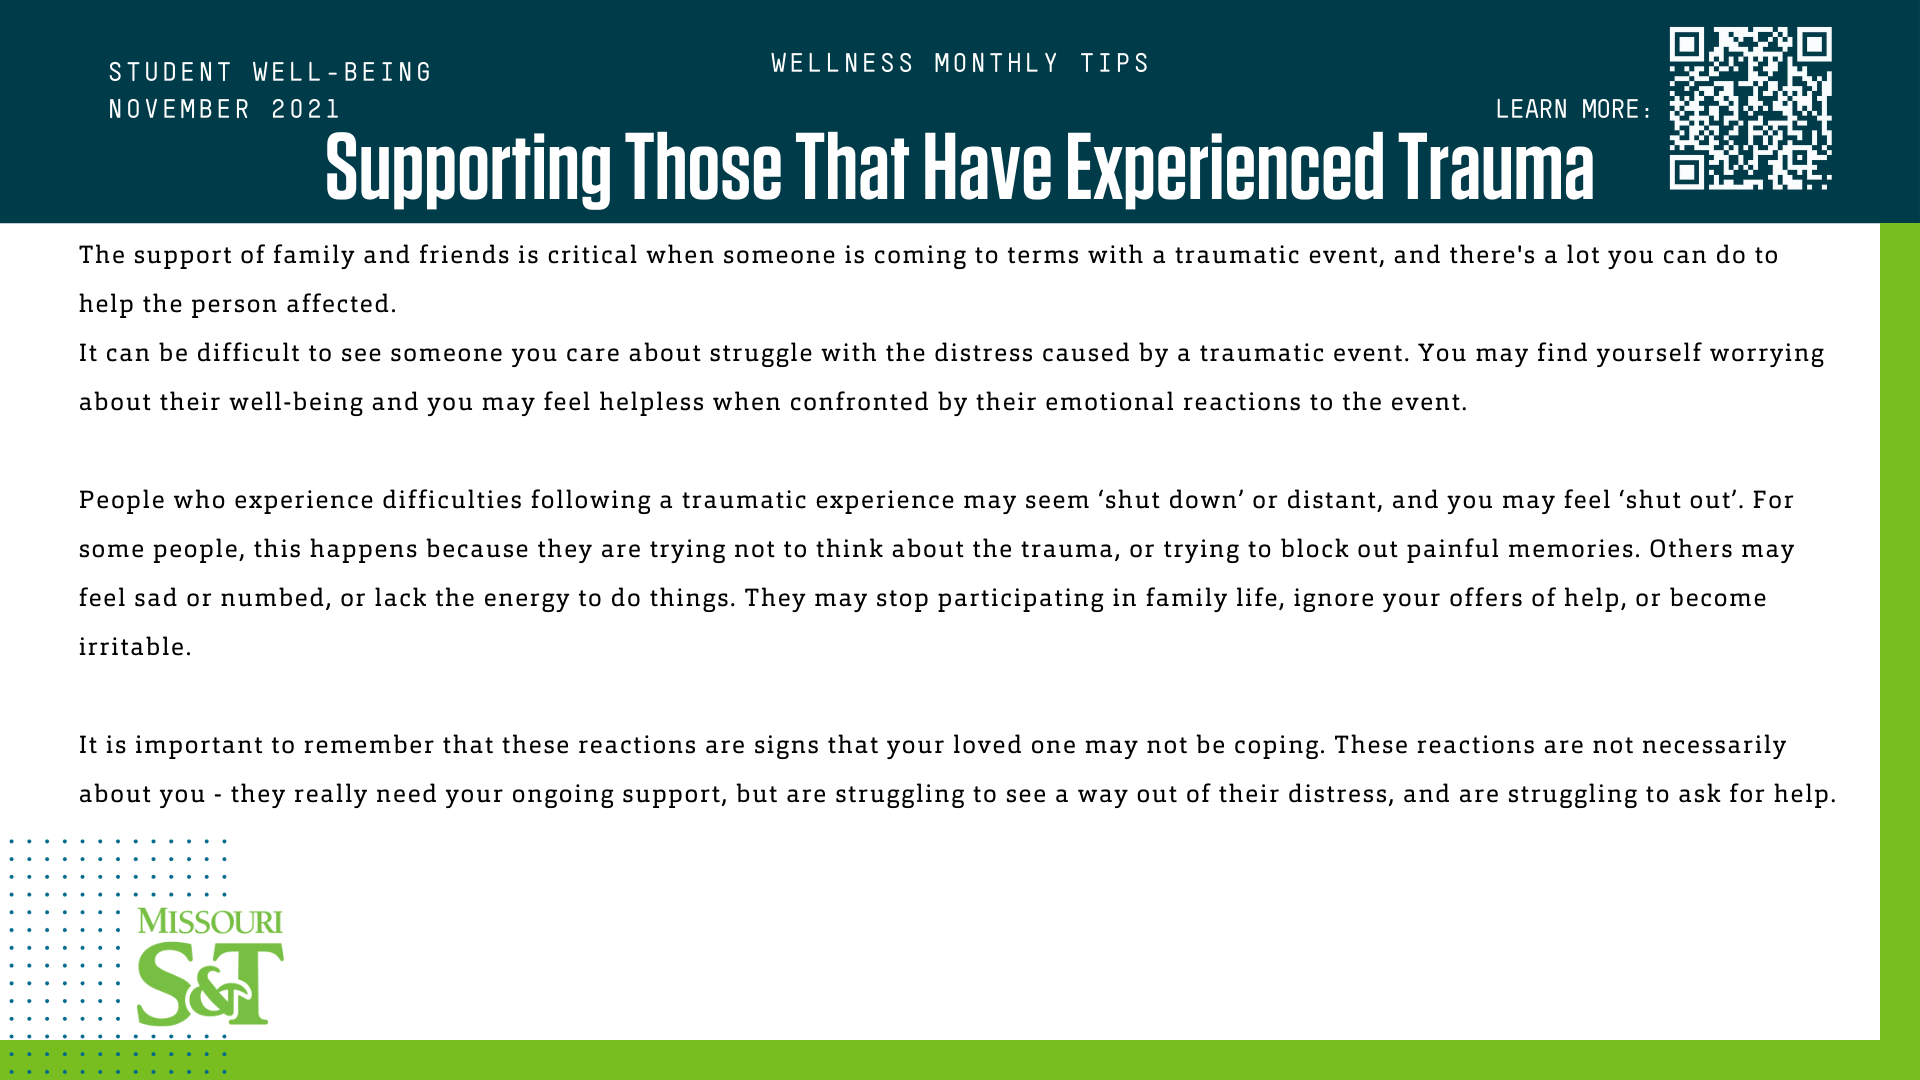 STUDENT WELL-BEING
NOVEMBER 2021
WELLNESS MONTHLY TIPS
LEARN MORE:
Supporting Those That Have Experienced Trauma
The support of family and friends is critical when someone is coming to terms with a traumatic event, and there's a lot you can do to
help the person affected.
It can be difficult to see someone you care about struggle with the distress caused by a traumatic event. You may find yourself worrying
about their well-being and you may feel helpless when confronted by their emotional reactions to the event.
People who experience difficulties following a traumatic experience may seem ‘shut down’ or distant, and you may feel ‘shut out’. For
some people, this happens because they are trying not to think about the trauma, or trying to block out painful memories. Others may
feel sad or numbed, or lack the energy to do things. They may stop participating in family life, ignore your offers of help, or become
irritable.
It is important to remember that these reactions are signs that your loved one may not be coping. These reactions are not necessarily
about you - they really need your ongoing support, but are struggling to see a way out of their distress, and are struggling to ask for help.
MISSOURI
S&T